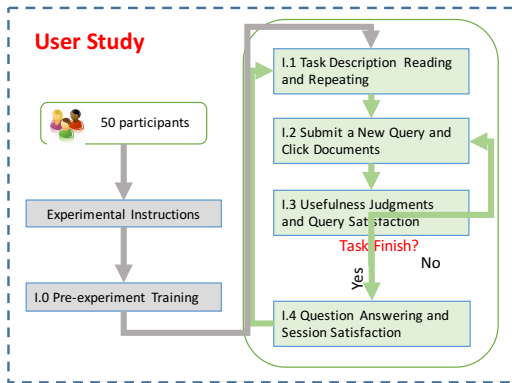 User Study
50 participants
Experimental Instructions
I.0 Pre-experiment Training
I.1 Task Description Reading
and Repeating
I.2 Submit a New Query and
Click Documents
I.3 Usefulness Judgments
and Query Satisfaction
Task Finish?
No
Yes
I.4 Question Answering and
Session Satisfaction